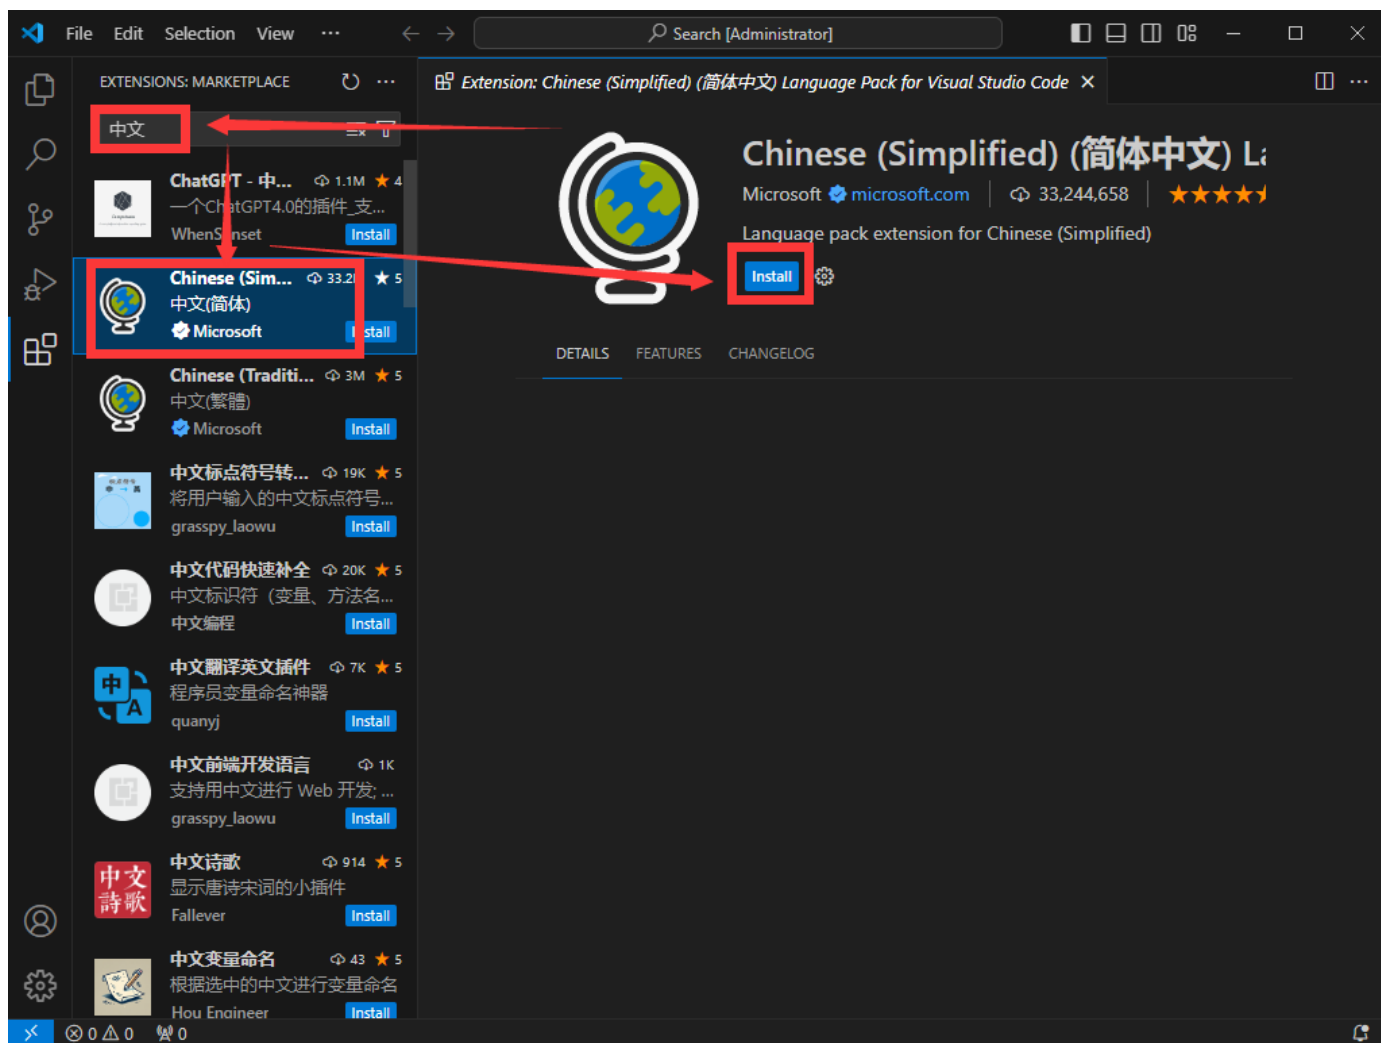 File Edit Selection View ···
Search [Administrator]
EXTENSIONS: MARKETPLACE
Extension: Chinese (Simplified) (简体中文) Language Pack for Visual Studio Code
中文
ChatGPT - 中... 1.1M ★ 4
一个ChatGPT4.0的插件_支...
WhenSunset Install
Chinese (Sim... 33.2M ★ 5
中文(简体)
Microsoft Install
Chinese (Traditi... 3M ★ 5
中文(繁體)
Microsoft Install
中文标点符号转... 19K ★ 5
将用户输入的中文标点符号...
grasspy_laowu Install
中文代码快速补全 20K ★ 5
中文标识符（变量、方法名...
中文编程 Install
中文翻译英文插件 7K ★ 5
程序员变量命名神器
quanyj Install
中文前端开发语言 1K
支持用中文进行 Web 开发; ...
grasspy_laowu Install
中文詩歌
中文诗歌 914 ★ 5
显示唐诗宋词的小插件
Fallever Install
中文变量命名 43 ★ 5
根据选中的中文进行变量命名
Hou Engineer Install
Chinese (Simplified) (简体中文) La
Microsoft microsoft.com 33,244,658
Language pack extension for Chinese (Simplified)
Install
DETAILS FEATURES CHANGELOG
0 0 0